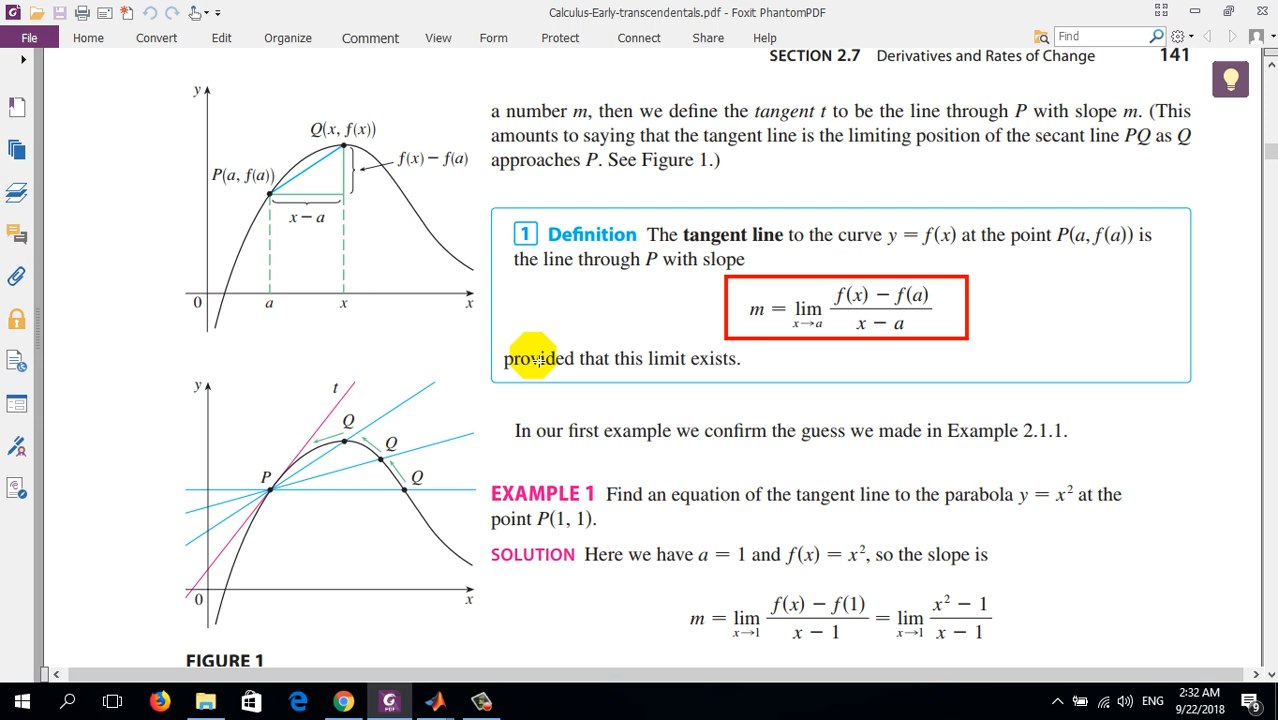 Calculus-Early-transcendentals.pdf - Foxit PhantomPDF
File Home Convert Edit Organize Comment View Form Protect Connect Share Help Find
SECTION 2.7 Derivatives and Rates of Change 141
a number m, then we define the tangent t to be the line through P with slope m. (This
amounts to saying that the tangent line is the limiting position of the secant line PQ as Q
approaches P. See Figure 1.)
y
Q(x, f(x))
P(a, f(a))
f(x) − f(a)
x − a
0 a x x
1 Definition The tangent line to the curve y = f(x) at the point P(a, f(a)) is
the line through P with slope
m = lim x→a f(x) − f(a) / x − a
provided that this limit exists.
y
t
Q
Q
P
Q
0 x
FIGURE 1
In our first example we confirm the guess we made in Example 2.1.1.
EXAMPLE 1 Find an equation of the tangent line to the parabola y = x² at the
point P(1, 1).
SOLUTION Here we have a = 1 and f(x) = x², so the slope is
m = lim x→1 f(x) − f(1) / x − 1 = lim x→1 x² − 1 / x − 1
ENG
2:32 AM
9/22/2018
9